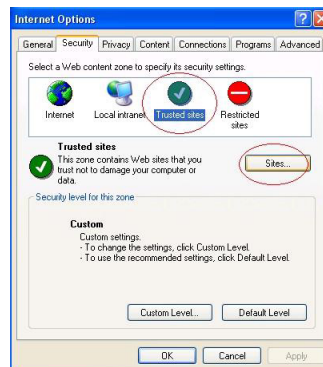 Internet Options
General Security Privacy Content Connections Programs Advanced
Select a Web content zone to specify its security settings.
Internet Local intranet Trusted sites Restricted sites
Trusted sites
This zone contains Web sites that you
trust not to damage your computer or
data.
Sites...
Security level for this zone
Custom
Custom settings.
- To change the settings, click Custom Level.
- To use the recommended settings, click Default Level.
Custom Level... Default Level
OK Cancel Apply